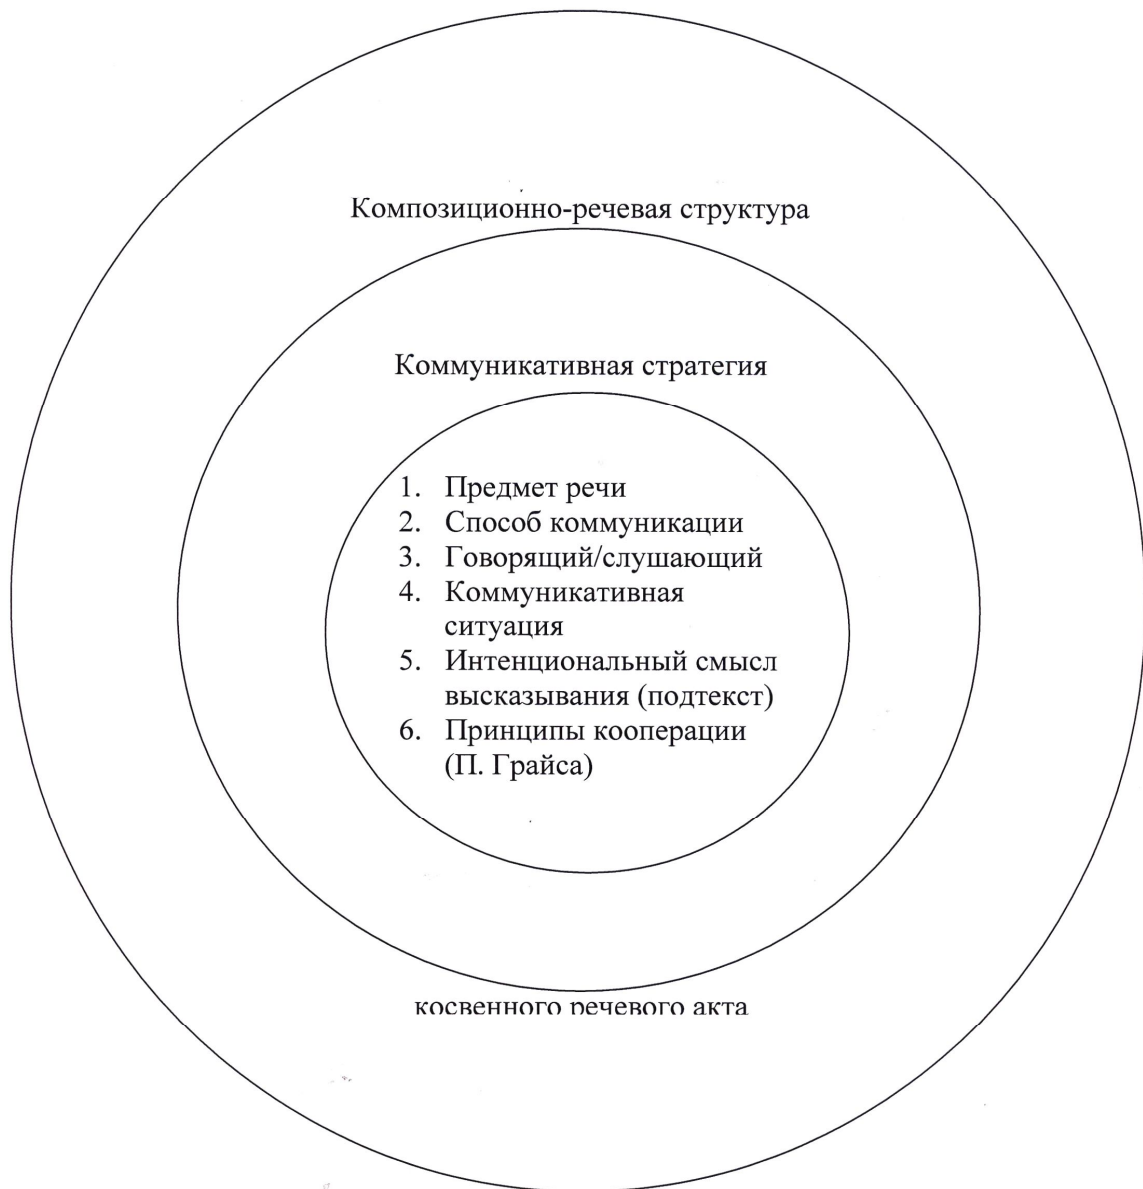 Композиционно-речевая структура
Коммуникативная стратегия
1. Предмет речи
2. Способ коммуникации
3. Говорящий/слушающий
4. Коммуникативная
ситуация
5. Интенциональный смысл
высказывания (подтекст)
6. Принципы кооперации
(П. Грайса)
косвенного речевого акта